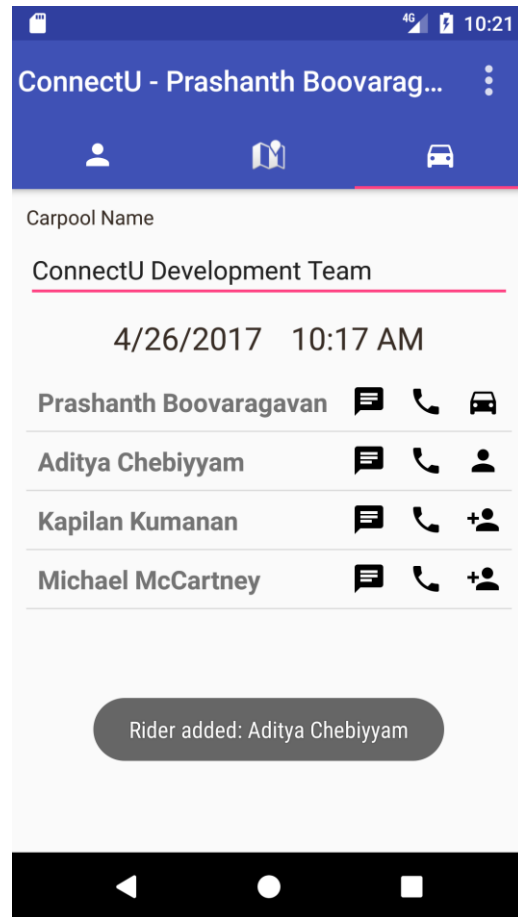 4G 10:21
ConnectU - Prashanth Boovarag...
Carpool Name
ConnectU Development Team
4/26/2017 10:17 AM
Prashanth Boovaragavan
Aditya Chebiyyam
Kapilan Kumanan
Michael McCartney
Rider added: Aditya Chebiyyam